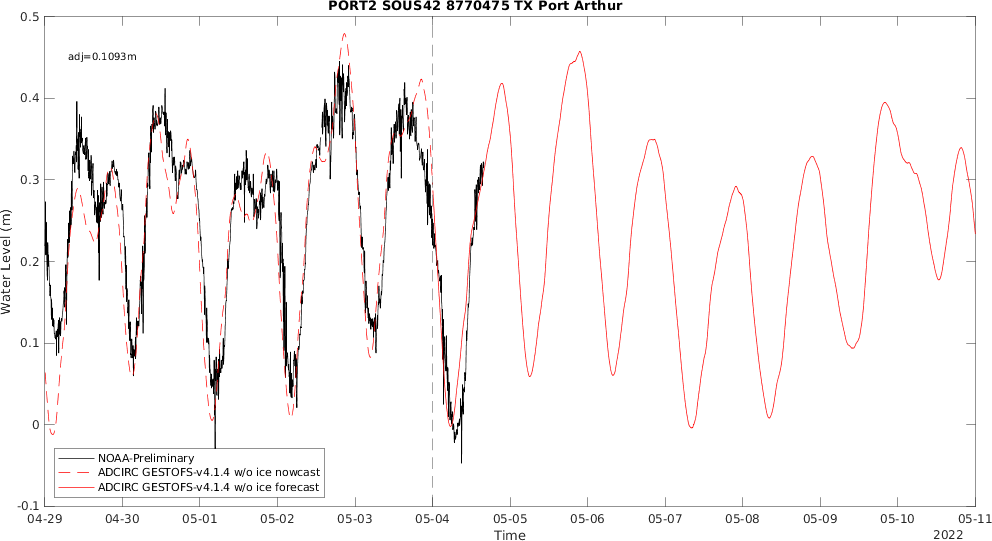 PORT2 SOUS42 8770475 TX Port Arthur
adj=0.1093m
Water Level (m)
0.5
0.4
0.3
0.2
0.1
0
-0.1
NOAA-Preliminary
ADCIRC GESTOFS-v4.1.4 w/o ice nowcast
ADCIRC GESTOFS-v4.1.4 w/o ice forecast
04-29 04-30 05-01 05-02 05-03 05-04 05-05 05-06 05-07 05-08 05-09 05-10 05-11
Time
2022